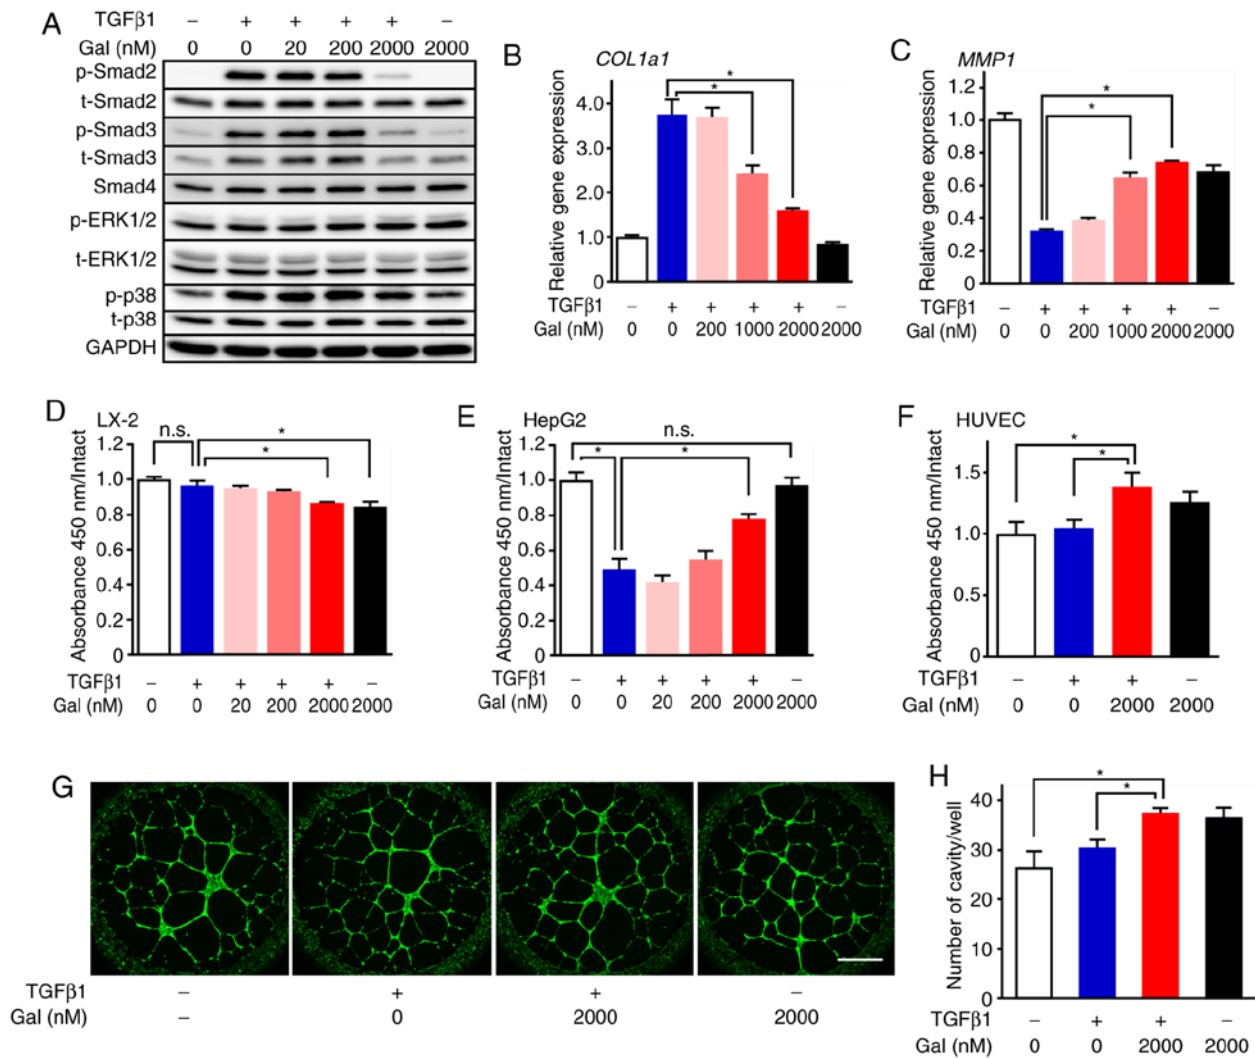 A
TGFβ1 – + + + + –
Gal (nM) 0 0 20 200 2000 2000
p-Smad2
t-Smad2
p-Smad3
t-Smad3
Smad4
p-ERK1/2
t-ERK1/2
p-p38
t-p38
GAPDH
B
COL1a1
Relative gene expression
4.0
3.0
2.0
1.0
0
* *
TGFβ1 – + + + + –
Gal (nM) 0 0 200 1000 2000 2000
C
MMP1
Relative gene expression
1.2
1.0
0.8
0.6
0.4
0.2
0
* *
TGFβ1 – + + + + –
Gal (nM) 0 0 200 1000 2000 2000
D
LX-2
Absorbance 450 nm/Intact
1.2
1.0
0.8
0.6
0.4
0.2
0
n.s. * *
TGFβ1 – + + + + –
Gal (nM) 0 0 20 200 2000 2000
E
HepG2
Absorbance 450 nm/Intact
1.2
1.0
0.8
0.6
0.4
0.2
0
n.s.
* *
TGFβ1 – + + + + –
Gal (nM) 0 0 20 200 2000 2000
F
HUVEC
Absorbance 450 nm/Intact
1.5
1.0
0.5
0
* *
TGFβ1 – + + –
Gal (nM) 0 0 2000 2000
G
TGFβ1 – + + –
Gal (nM) – 0 2000 2000
H
Number of cavity/well
40
30
20
10
0
* *
TGFβ1 – + + –
Gal (nM) 0 0 2000 2000